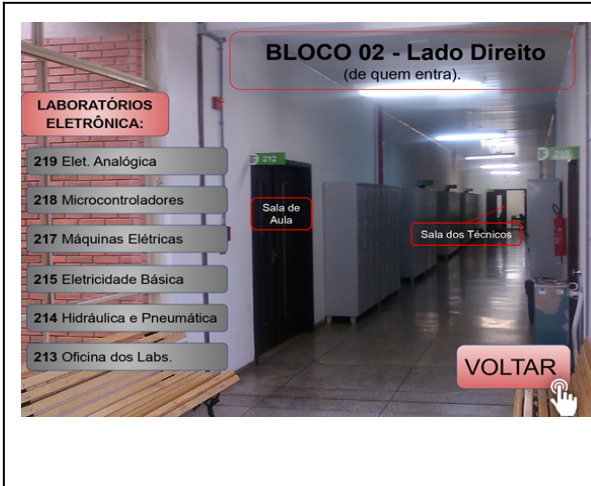 BLOCO 02 - Lado Direito
(de quem entra).
LABORATÓRIOS
ELETRÔNICA:
219 Elet. Analógica
218 Microcontroladores
217 Máquinas Elétricas
215 Eletricidade Básica
214 Hidráulica e Pneumática
213 Oficina dos Labs.
212
Sala de
Aula
Sala dos Técnicos
VOLTAR